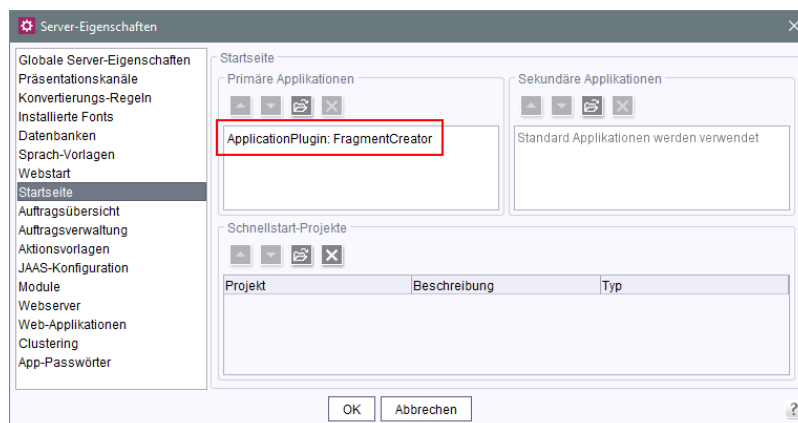 Server-Eigenschaften
Globale Server-Eigenschaften
Präsentationskanäle
Konvertierungs-Regeln
Installierte Fonts
Datenbanken
Sprach-Vorlagen
Webstart
Startseite
Auftragsübersicht
Auftragsverwaltung
Aktionsvorlagen
JAAS-Konfiguration
Module
Webserver
Web-Applikationen
Clustering
App-Passwörter
Startseite
Primäre Applikationen
ApplicationPlugin: FragmentCreator
Sekundäre Applikationen
Standard Applikationen werden verwendet
Schnellstart-Projekte
Projekt Beschreibung Typ
OK Abbrechen ?